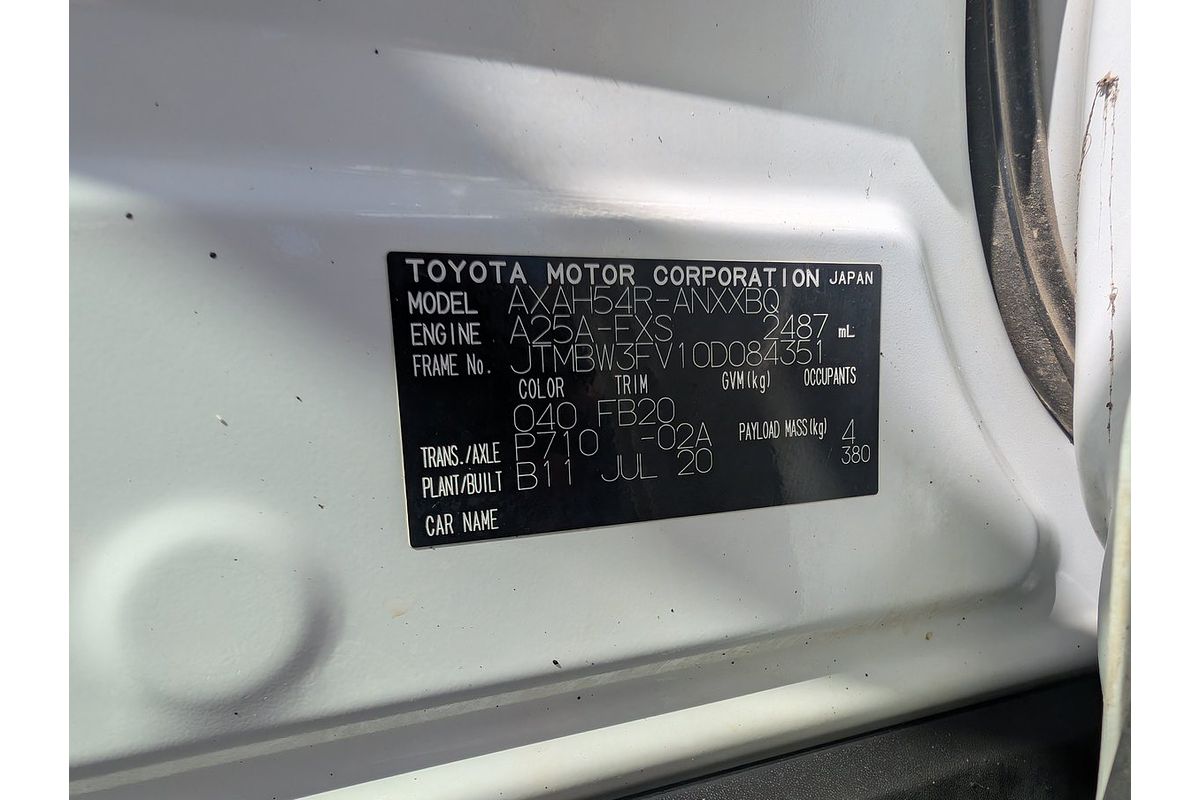 TOYOTA MOTOR CORPORATION JAPAN
MODEL AXAH54R-ANXXBQ
ENGINE A25A-FXS 2487 mL
FRAME No. JTMBW3FV10D084351
COLOR TRIM GVM(kg) OCCUPANTS
040 FB20
TRANS./AXLE P710 -02A PAYLOAD MASS(kg) 4
PLANT/BUILT B11 JUL 20 380
CAR NAME